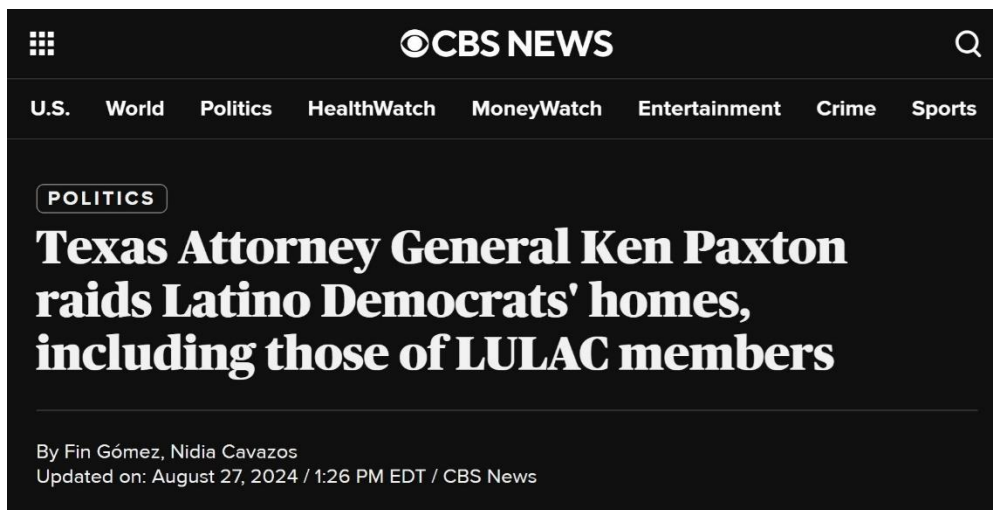 CBS NEWS
U.S. World Politics HealthWatch MoneyWatch Entertainment Crime Sports
POLITICS
Texas Attorney General Ken Paxton
raids Latino Democrats' homes,
including those of LULAC members
By Fin Gómez, Nidia Cavazos
Updated on: August 27, 2024 / 1:26 PM EDT / CBS News